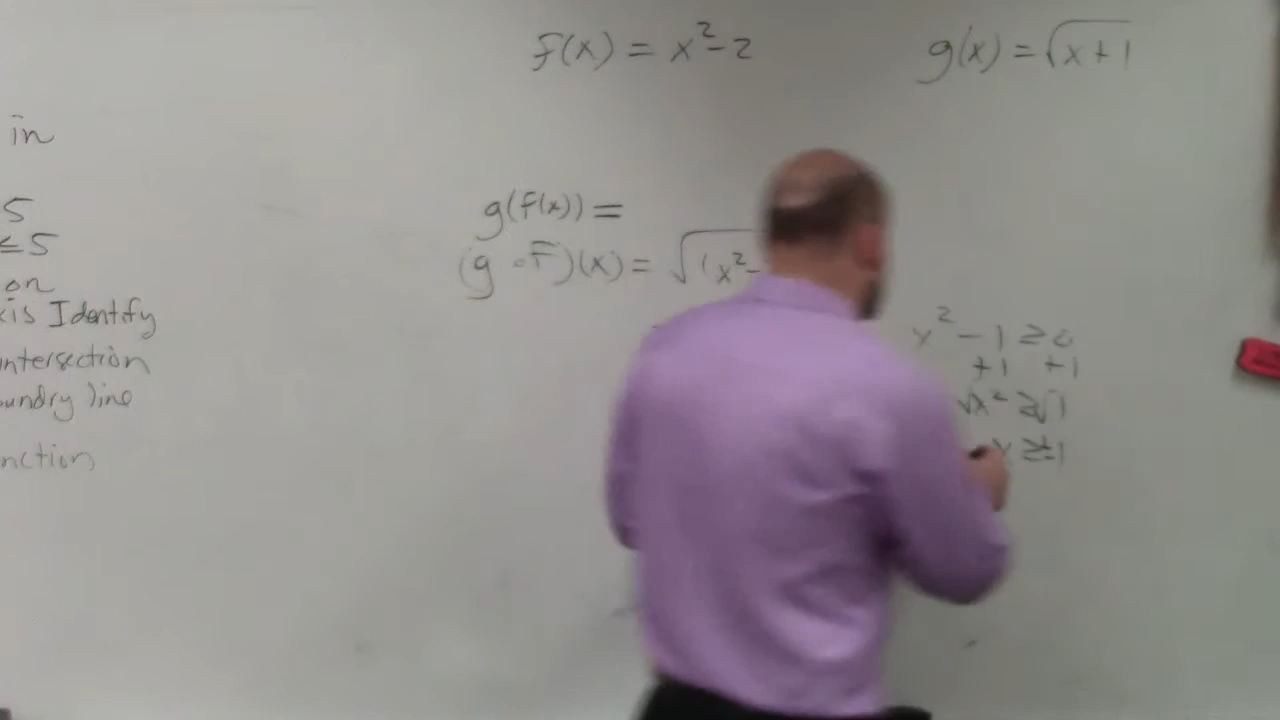 f(x) = x²-2
g(x) = √x+1
in
5
≤5
on
xis Identify
ntersection
undry line
nction
g(f(x)) =
(g ∘ F)(x) = √(x²-
x² - 1 ≥ 0
+1 +1
√x² ≥ √1
x ≥ ±1